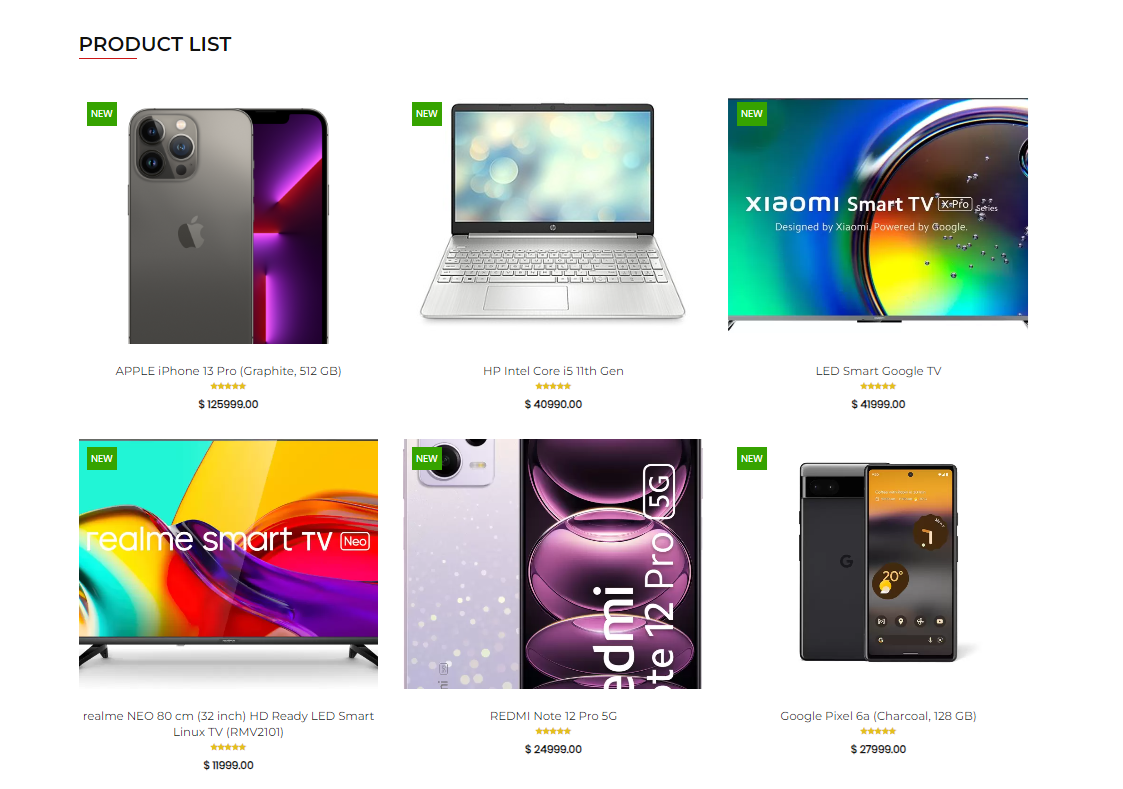 PRODUCT LIST
NEW
NEW
NEW
xiaomi Smart TV X-Pro Series
Designed by Xiaomi. Powered by Google.
APPLE iPhone 13 Pro (Graphite, 512 GB)
$ 125999.00
HP Intel Core i5 11th Gen
$ 40990.00
LED Smart Google TV
$ 41999.00
NEW
realme smart TV Neo
NEW
edmi
ote 12 Pro 5G
NEW
20°
G
realme NEO 80 cm (32 inch) HD Ready LED Smart
Linux TV (RMV2101)
$ 11999.00
REDMI Note 12 Pro 5G
$ 24999.00
Google Pixel 6a (Charcoal, 128 GB)
$ 27999.00